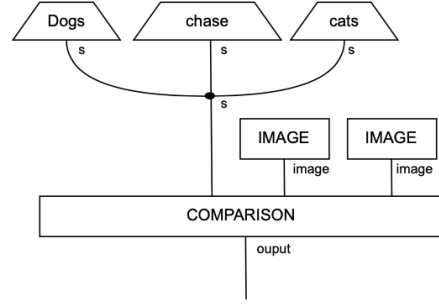 Dogs chase cats
s s s
s
IMAGE IMAGE
image image
COMPARISON
ouput